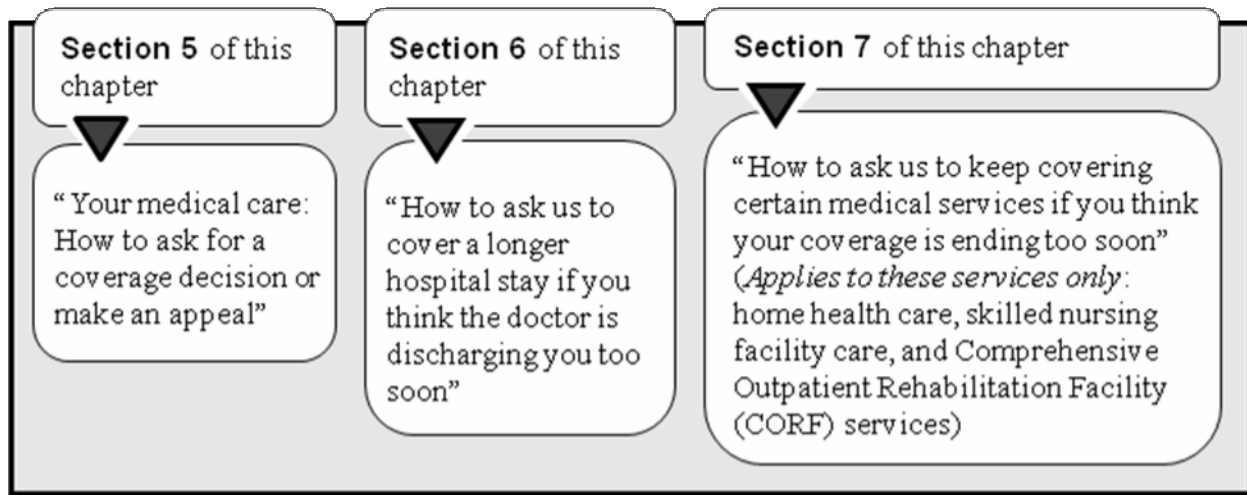 Section 5 of this
chapter
“Your medical care:
How to ask for a
coverage decision or
make an appeal”
Section 6 of this
chapter
“How to ask us to
cover a longer
hospital stay if you
think the doctor is
discharging you too
soon”
Section 7 of this chapter
“How to ask us to keep covering
certain medical services if you think
your coverage is ending too soon”
(Applies to these services only:
home health care, skilled nursing
facility care, and Comprehensive
Outpatient Rehabilitation Facility
(CORF) services)